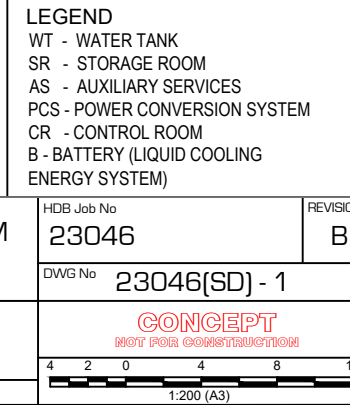 LEGEND
WT - WATER TANK
SR - STORAGE ROOM
AS - AUXILIARY SERVICES
PCS - POWER CONVERSION SYSTEM
CR - CONTROL ROOM
B - BATTERY (LIQUID COOLING
ENERGY SYSTEM)
HDB Job No
23046
B
DWG No 23046(SD) - 1
CONCEPT
NOT FOR CONSTRUCTION
4 2 0 4 8
1:200 (A3)